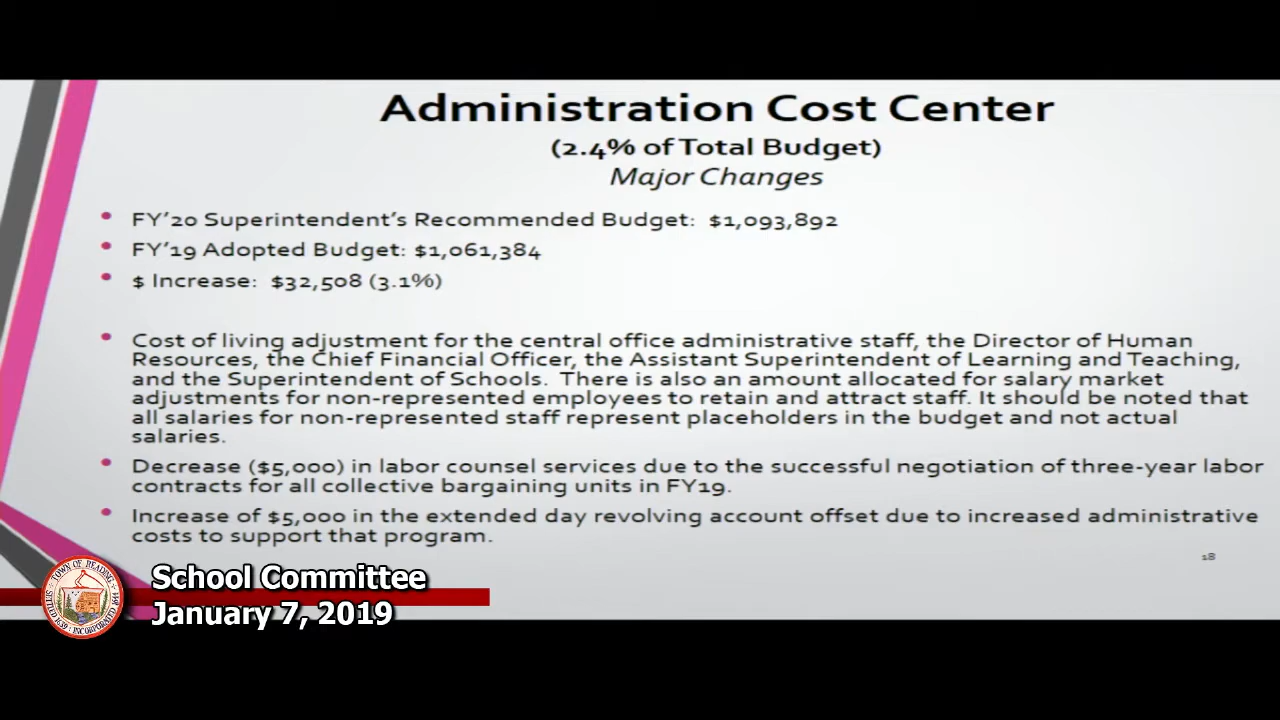 Administration Cost Center
(2.4% of Total Budget)
Major Changes
• FY’20 Superintendent’s Recommended Budget: $1,093,892
• FY’19 Adopted Budget: $1,061,384
• $ Increase: $32,508 (3.1%)
• Cost of living adjustment for the central office administrative staff, the Director of Human
Resources, the Chief Financial Officer, the Assistant Superintendent of Learning and Teaching,
and the Superintendent of Schools. There is also an amount allocated for salary market
adjustments for non-represented employees to retain and attract staff. It should be noted that
all salaries for non-represented staff represent placeholders in the budget and not actual
salaries.
• Decrease ($5,000) in labor counsel services due to the successful negotiation of three-year labor
contracts for all collective bargaining units in FY19.
• Increase of $5,000 in the extended day revolving account offset due to increased administrative
costs to support that program.
18
TOWN OF READING
SETTLED 1639 INCORPORATED 1644
School Committee
January 7, 2019